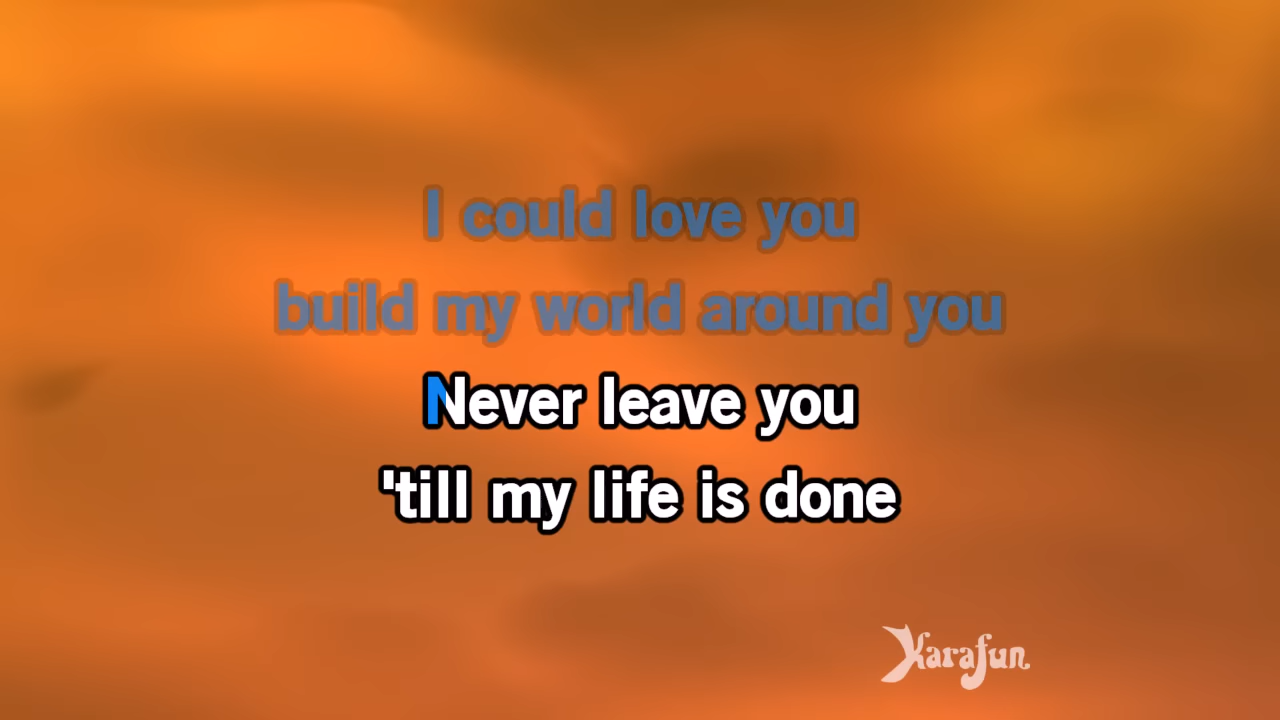 I could love you
build my world around you
Never leave you
'till my life is done
Karafun